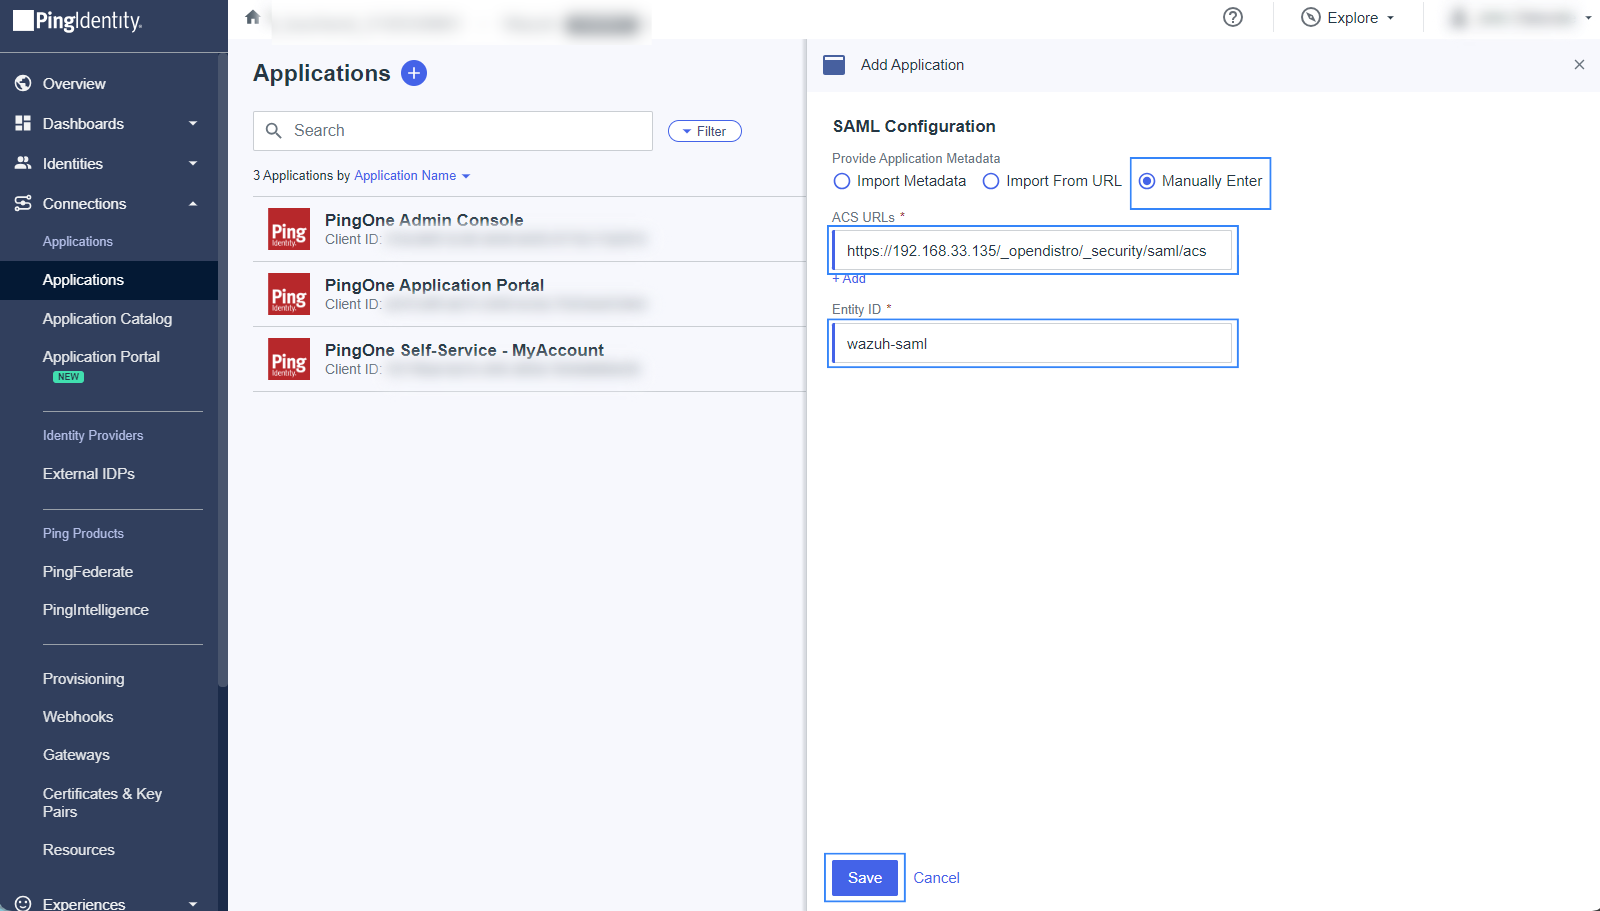 PingIdentity.
Explore
Overview
Dashboards
Identities
Connections
Applications
Applications
Application Catalog
Application Portal
NEW
Identity Providers
External IDPs
Ping Products
PingFederate
PingIntelligence
Provisioning
Webhooks
Gateways
Certificates & Key
Pairs
Resources
Experiences
Applications
Search
Filter
3 Applications by Application Name
Ping
Identity.
PingOne Admin Console
Client ID:
Ping
Identity.
PingOne Application Portal
Client ID:
Ping
Identity.
PingOne Self-Service - MyAccount
Client ID:
Add Application
SAML Configuration
Provide Application Metadata
Import Metadata Import From URL Manually Enter
ACS URLs *
https://192.168.33.135/_opendistro/_security/saml/acs
+ Add
Entity ID *
wazuh-saml
Save Cancel